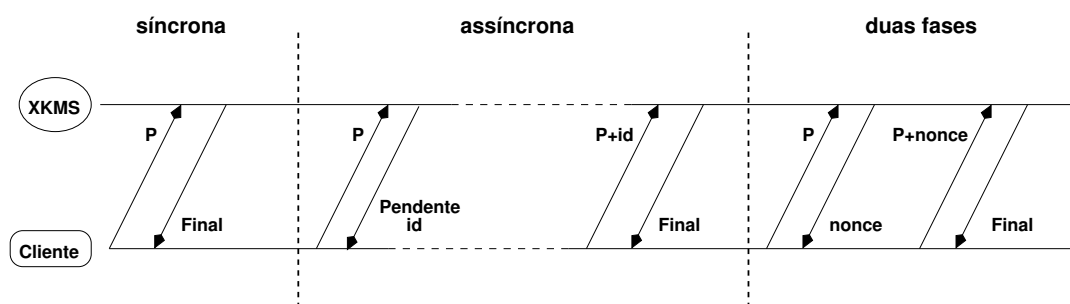 síncrona
assíncrona
duas fases
XKMS
P
P
P+id
P
P+nonce
Final
Pendente
id
Final
nonce
Final
Cliente